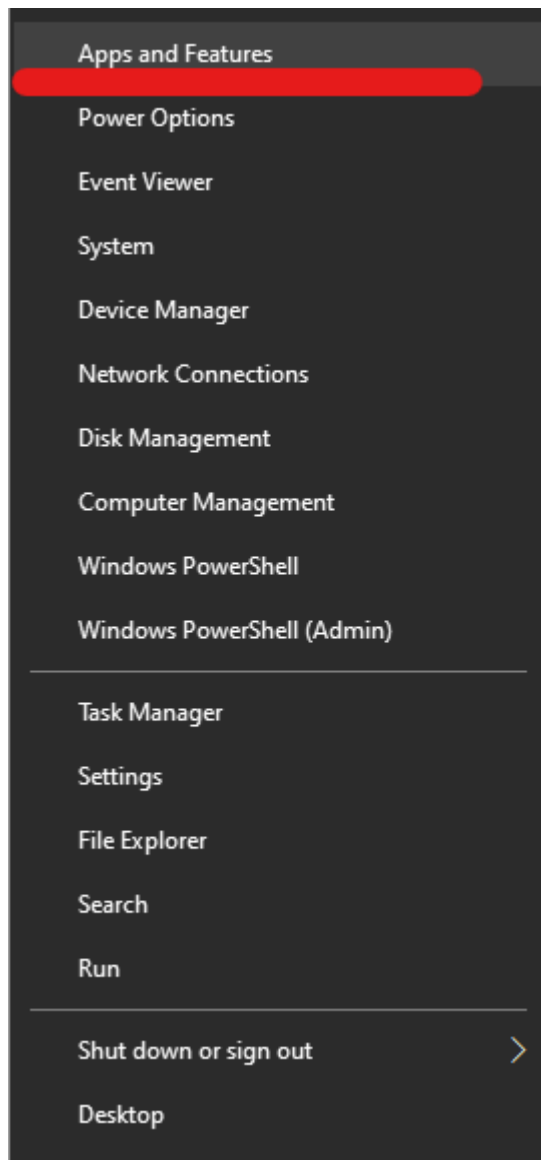 Apps and Features
Power Options
Event Viewer
System
Device Manager
Network Connections
Disk Management
Computer Management
Windows PowerShell
Windows PowerShell (Admin)
Task Manager
Settings
File Explorer
Search
Run
Shut down or sign out
Desktop